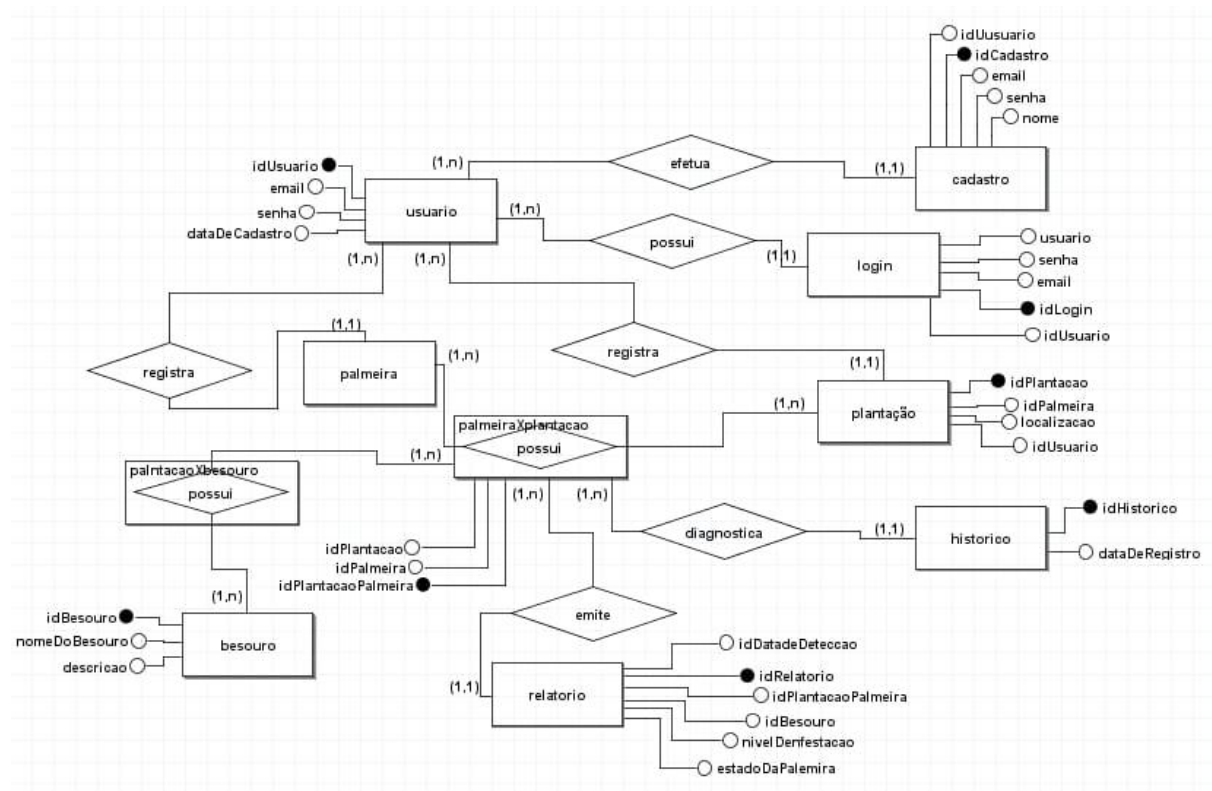 idUusuario
idCadastro
email
senha
nome
cadastro
(1,n)
efetua
(1,1)
idUsuario
email
senha
dataDeCadastro
usuario
(1,n)
possui
(1,1)
login
usuario
senha
email
idLogin
idUsuario
(1,n)
(1,n)
registra
(1,1)
palmeira
(1,n)
registra
(1,1)
plantação
idPlantacao
idPalmeira
localizacao
idUsuario
palmeiraXplantacao
possui
(1,n)
(1,n)
palntacaoXbesouro
possui
(1,n)
(1,n)
diagnostica
(1,1)
historico
idHistorico
dataDeRegistro
idPlantacao
idPalmeira
idPlantacaoPalmeira
(1,n)
idBesouro
nomeDoBesouro
descricao
besouro
emite
(1,1)
relatório
idDatadeDeteccao
idRelatorio
idPlantacaoPalmeira
idBesouro
nivelDenfestacao
estadoDaPalemira